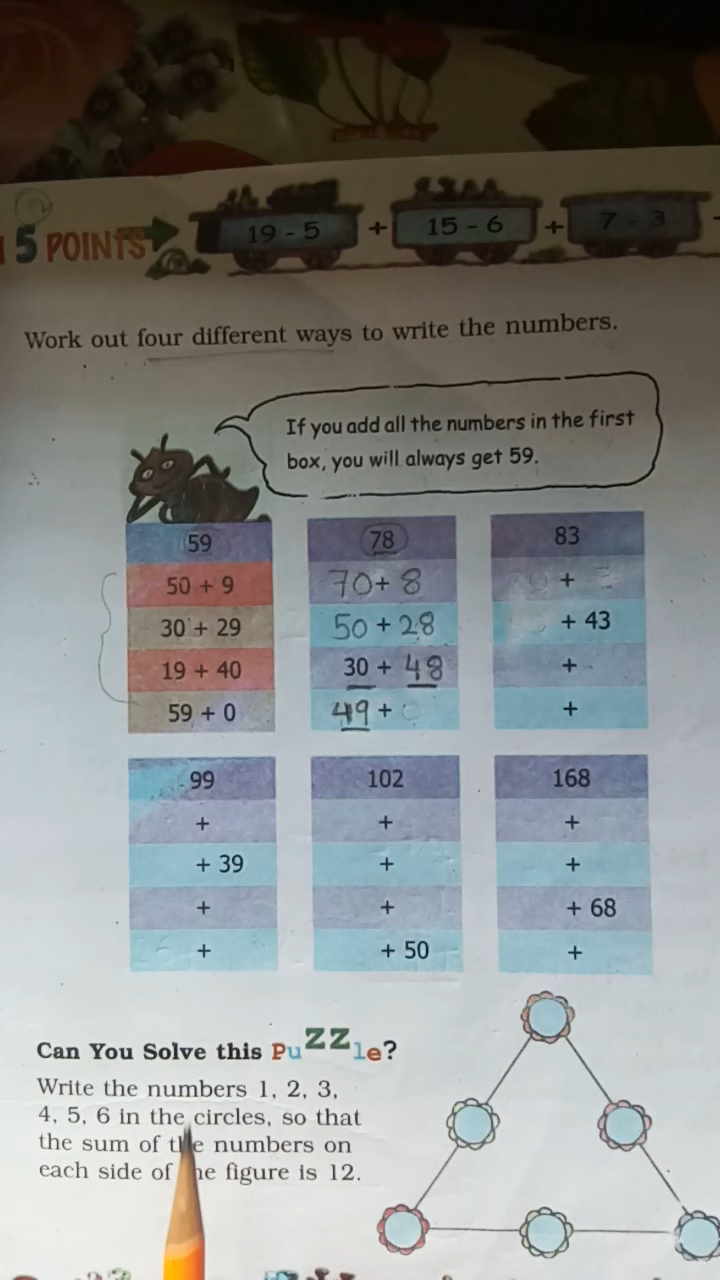 5 POINTS
19 - 5 + 15 - 6 + 7 - 3
Work out four different ways to write the numbers.
If you add all the numbers in the first
box, you will always get 59.
59
50 + 9
30 + 29
19 + 40
59 + 0
78
70 + 8
50 + 28
30 + 48
49 +
83
+
+ 43
+
+
99
+
+ 39
+
+
102
+
+
+
+ 50
168
+
+
+ 68
+
Can You Solve this Puzzle?
Write the numbers 1, 2, 3,
4, 5, 6 in the circles, so that
the sum of the numbers on
each side of the figure is 12.